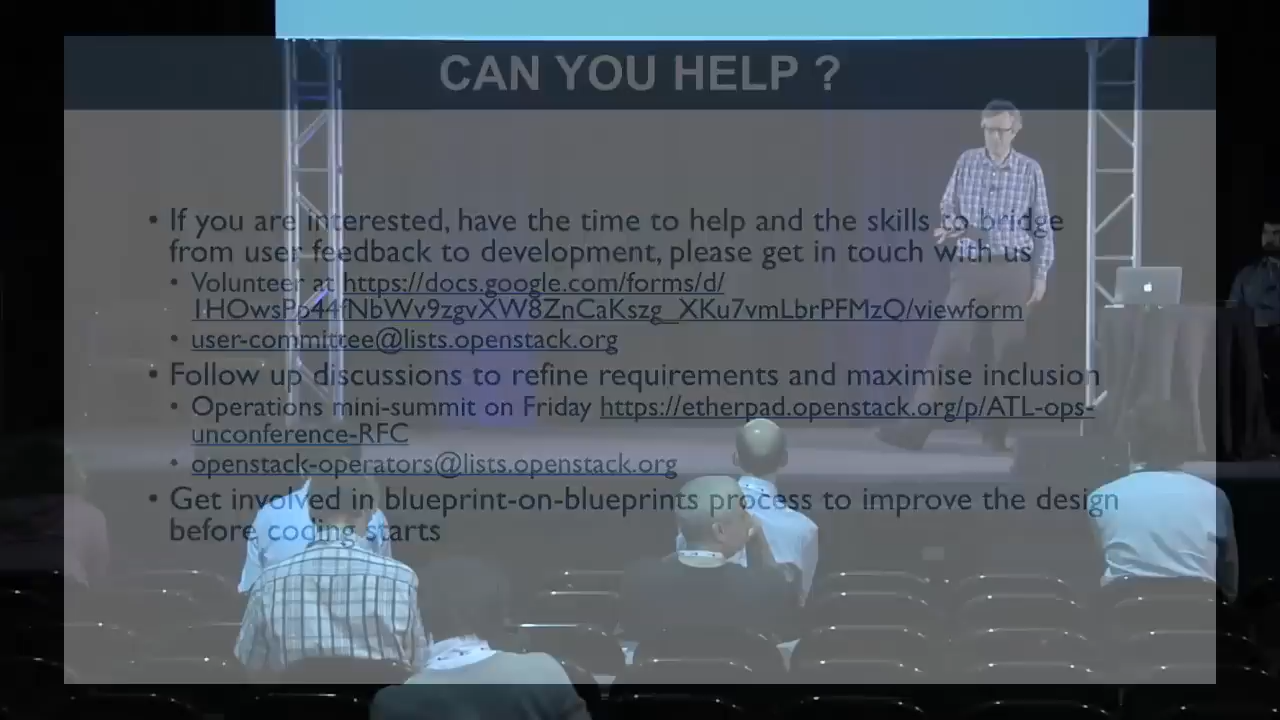 CAN YOU HELP ?
• If you are interested, have the time to help and the skills to bridge
from user feedback to development, please get in touch with us
• Volunteer at https://docs.google.com/forms/d/
1HOwsPb44fNbWv9zgvXW8ZnCaKszg_XKu7vmLbrPFMzQ/viewform
• user-committee@lists.openstack.org
• Follow up discussions to refine requirements and maximise inclusion
• Operations mini-summit on Friday https://etherpad.openstack.org/p/ATL-ops-
unconference-RFC
• openstack-operators@lists.openstack.org
• Get involved in blueprint-on-blueprints process to improve the design
before coding starts